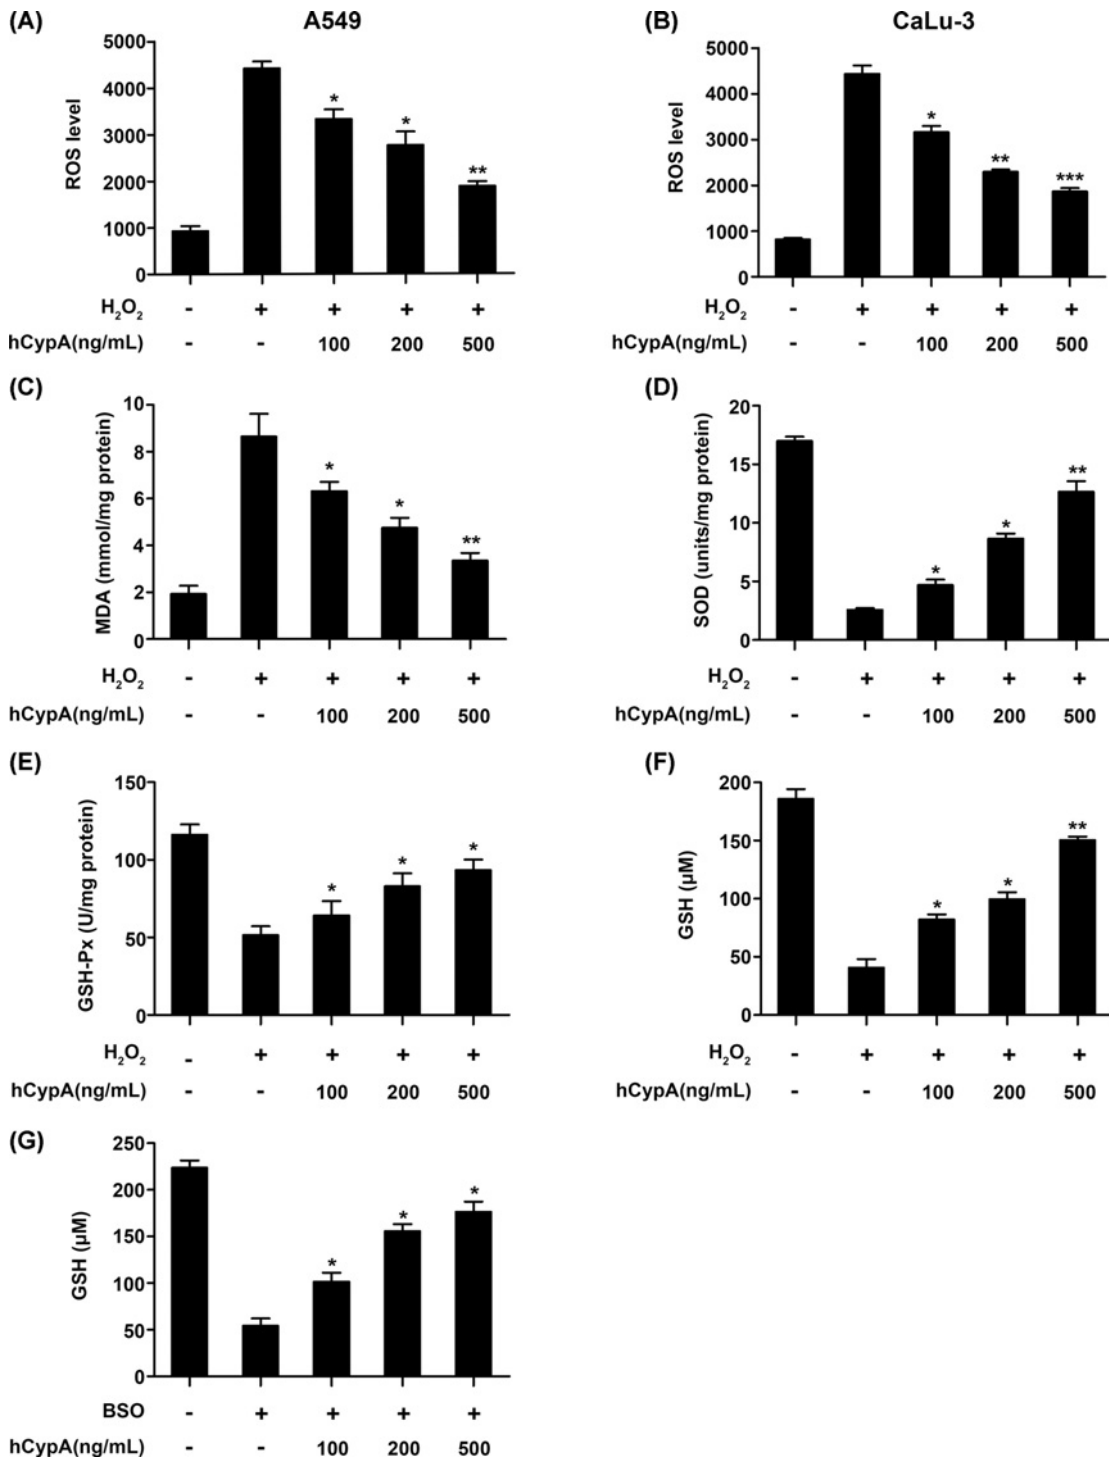 (A) A549
ROS level
5000
4000
3000
2000
1000
0
*
*
**
H₂O₂ - + + + +
hCypA(ng/mL) - - 100 200 500
(B) CaLu-3
ROS level
5000
4000
3000
2000
1000
0
*
**
***
H₂O₂ - + + + +
hCypA(ng/mL) - - 100 200 500
(C)
MDA (mmol/mg protein)
10
8
6
4
2
0
*
*
**
H₂O₂ - + + + +
hCypA(ng/mL) - - 100 200 500
(D)
SOD (units/mg protein)
20
15
10
5
0
*
*
**
H₂O₂ - + + + +
hCypA(ng/mL) - - 100 200 500
(E)
GSH-Px (U/mg protein)
150
100
50
0
*
*
*
H₂O₂ - + + + +
hCypA(ng/mL) - - 100 200 500
(F)
GSH (μM)
200
150
100
50
0
*
*
**
H₂O₂ - + + + +
hCypA(ng/mL) - - 100 200 500
(G)
GSH (μM)
250
200
150
100
50
0
*
*
*
BSO - + + + +
hCypA(ng/mL) - - 100 200 500